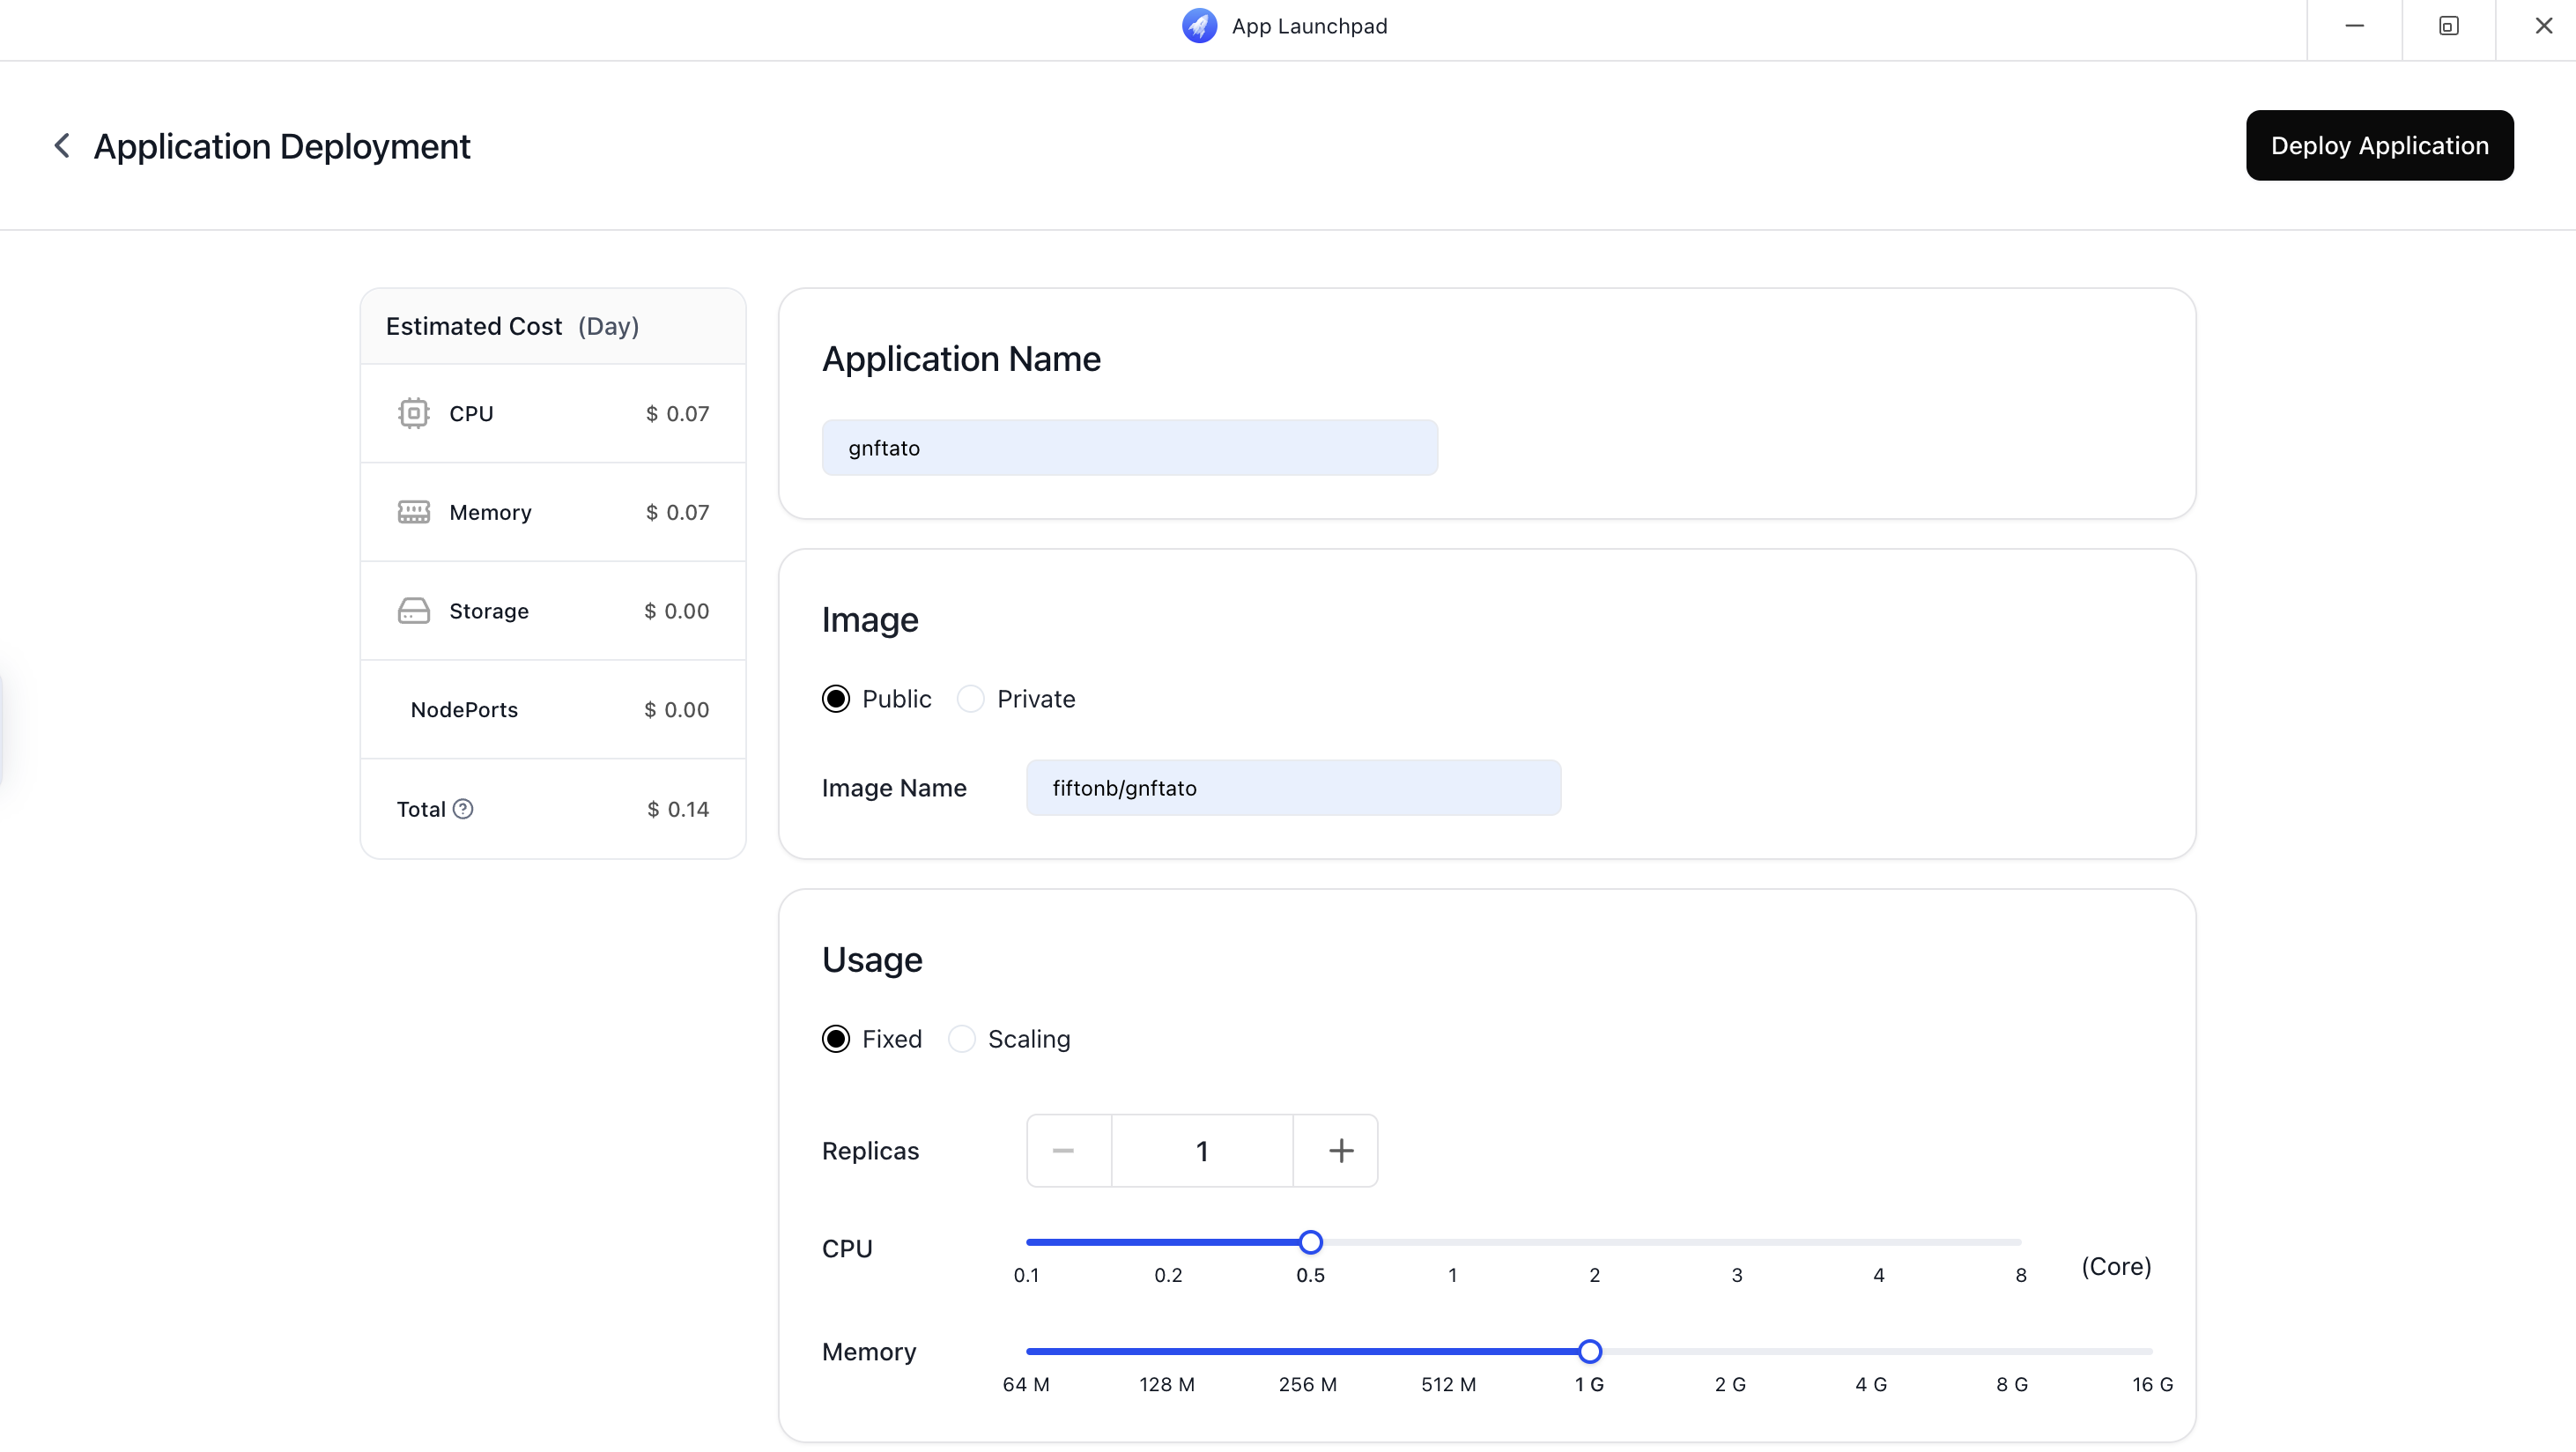 App Launchpad
Application Deployment
Deploy Application
Estimated Cost (Day)
CPU $ 0.07
Memory $ 0.07
Storage $ 0.00
NodePorts $ 0.00
Total $ 0.14
Application Name
gnftato
Image
Public Private
Image Name fiftonb/gnftato
Usage
Fixed Scaling
Replicas 1
CPU
0.1 0.2 0.5 1 2 3 4 8 (Core)
Memory
64 M 128 M 256 M 512 M 1 G 2 G 4 G 8 G 16 G